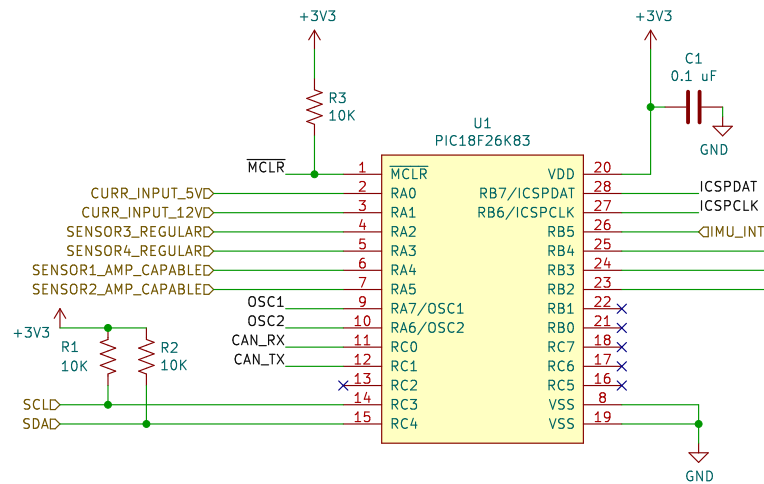 +3V3
+3V3
C1
0.1 uF
GND
R3
10K
U1
PIC18F26K83
MCLR 1 MCLR VDD 20
CURR_INPUT_5V 2 RA0 RB7/ICSPDAT 28 ICSPDAT
CURR_INPUT_12V 3 RA1 RB6/ICSPCLK 27 ICSPCLK
SENSOR3_REGULAR 4 RA2 RB5 26 IMU_INT
SENSOR4_REGULAR 5 RA3 RB4 25
SENSOR1_AMP_CAPABLE 6 RA4 RB3 24
SENSOR2_AMP_CAPABLE 7 RA5 RB2 23
OSC1 9 RA7/OSC1 RB1 22
OSC2 10 RA6/OSC2 RB0 21
CAN_RX 11 RC0 RC7 18
CAN_TX 12 RC1 RC6 17
13 RC2 RC5 16
SCL 14 RC3 VSS 8
SDA 15 RC4 VSS 19
+3V3
R1
10K
R2
10K
GND